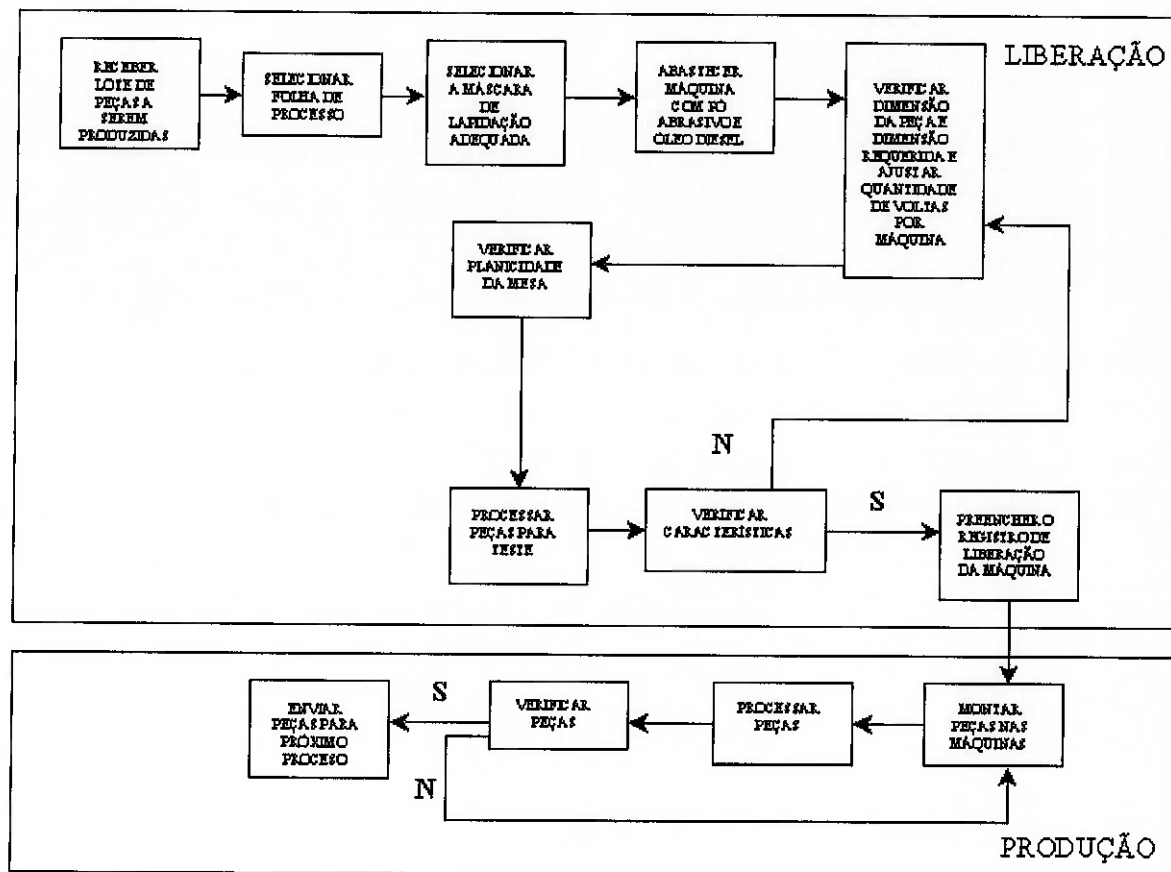 LIBERAÇÃO
RECEBER
LOTE DE
PEÇAS A
SEREM
PRODUZIDAS
SELECIONAR
FOLHA DE
PROCESSO
SELECIONAR
A MÁSCARA
DE
LAPIDAÇÃO
ADEQUADA
ABASTECER
MÁQUINA
COM PÓ
ABRASIVO E
ÓLEO DIESEL
VERIFICAR
DIMENSÃO
DA PEÇA E
DIMENSÃO
REQUERIDA E
AJUSTAR
QUANTIDADE
DE VOLTAS
POR
MÁQUINA
VERIFICAR
PLANICIDADE
DA MESA
PROCESSAR
PEÇAS PARA
TESTE
VERIFICAR
CARACTERÍSTICAS
N
S
PREENCHER O
REGISTRO DE
LIBERAÇÃO
DA MÁQUINA
MONTAR
PEÇAS NAS
MÁQUINAS
PROCESSAR
PEÇAS
VERIFICAR
PEÇAS
S
N
ENVIAR
PEÇAS PARA
PRÓXIMO
PROCESO
PRODUÇÃO